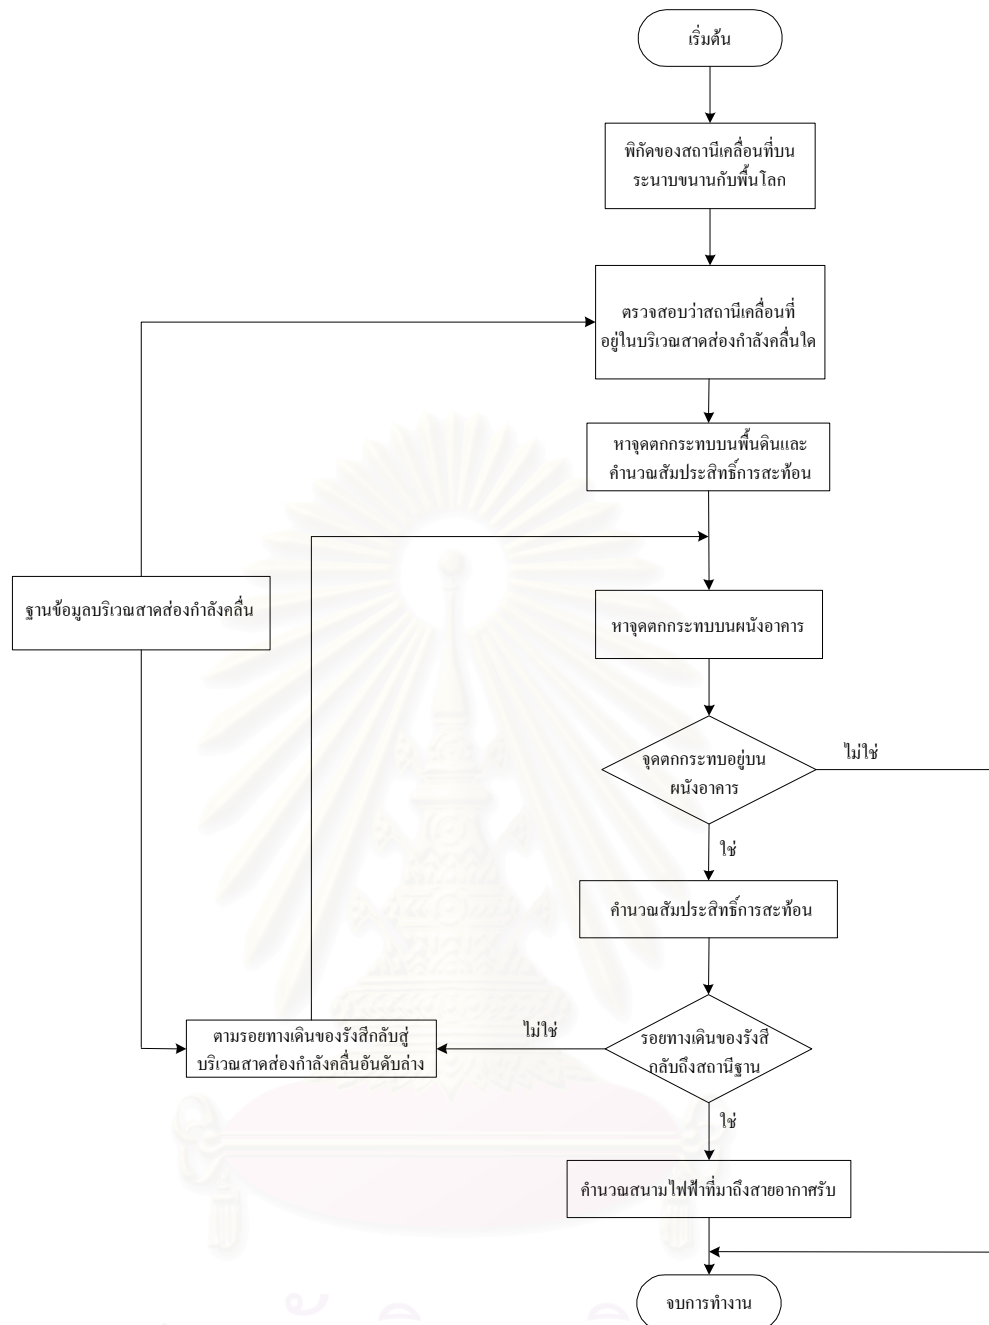 เริ่มต้น
พิกัดของสถานีเคลื่อนที่บน
ระนาบขนานกับพื้นโลก
ตรวจสอบว่าสถานีเคลื่อนที่
อยู่ในบริเวณสาดส่องกำลังคลื่นใด
หาจุดตกกระทบบนพื้นดินและ
คำนวณสัมประสิทธิ์การสะท้อน
ฐานข้อมูลบริเวณสาดส่องกำลังคลื่น
หาจุดตกกระทบบนผนังอาคาร
จุดตกกระทบอยู่บน
ผนังอาคาร
ไม่ใช่
ใช่
คำนวณสัมประสิทธิ์การสะท้อน
รอยทางเดินของรังสี
กลับถึงสถานีฐาน
ไม่ใช่
ตามรอยทางเดินของรังสีกลับสู่
บริเวณสาดส่องกำลังคลื่นอันดับล่าง
ใช่
คำนวณสนามไฟฟ้าที่มาถึงสายอากาศรับ
จบการทำงาน